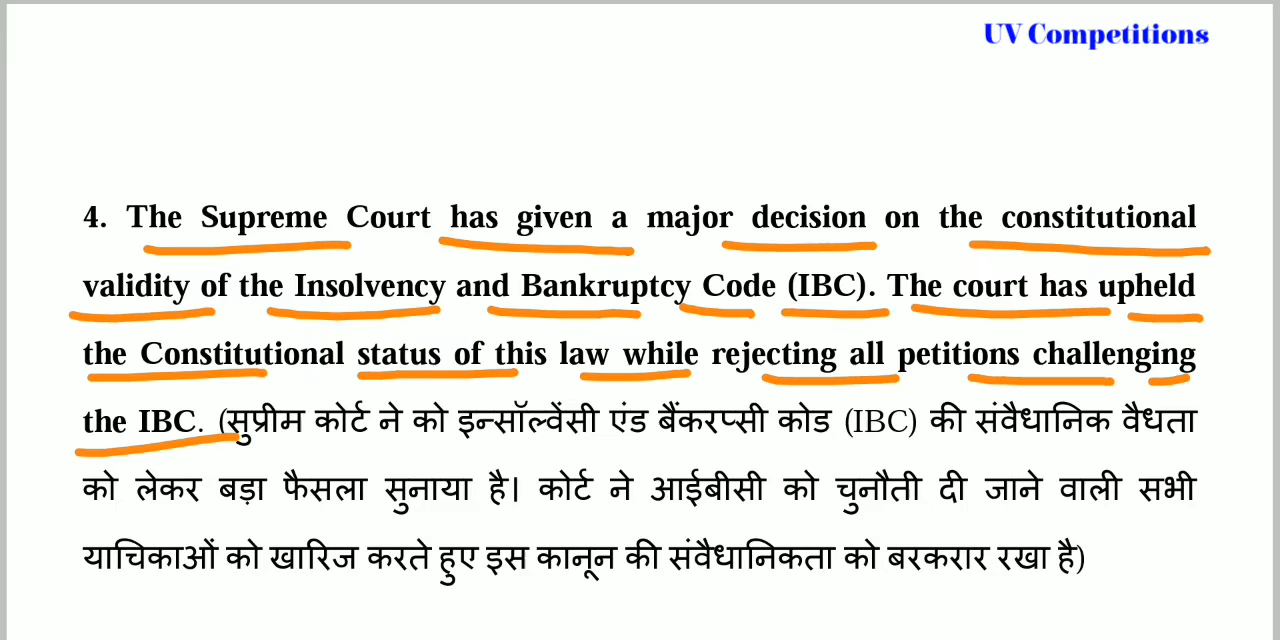 UV Competitions
4. The Supreme Court has given a major decision on the constitutional
validity of the Insolvency and Bankruptcy Code (IBC). The court has upheld
the Constitutional status of this law while rejecting all petitions challenging
the IBC. (सुप्रीम कोर्ट ने को इन्सॉल्वेंसी एंड बैंकरप्सी कोड (IBC) की संवैधानिक वैधता
को लेकर बड़ा फैसला सुनाया है। कोर्ट ने आईबीसी को चुनौती दी जाने वाली सभी
याचिकाओं को खारिज करते हुए इस कानून की संवैधानिकता को बरकरार रखा है)